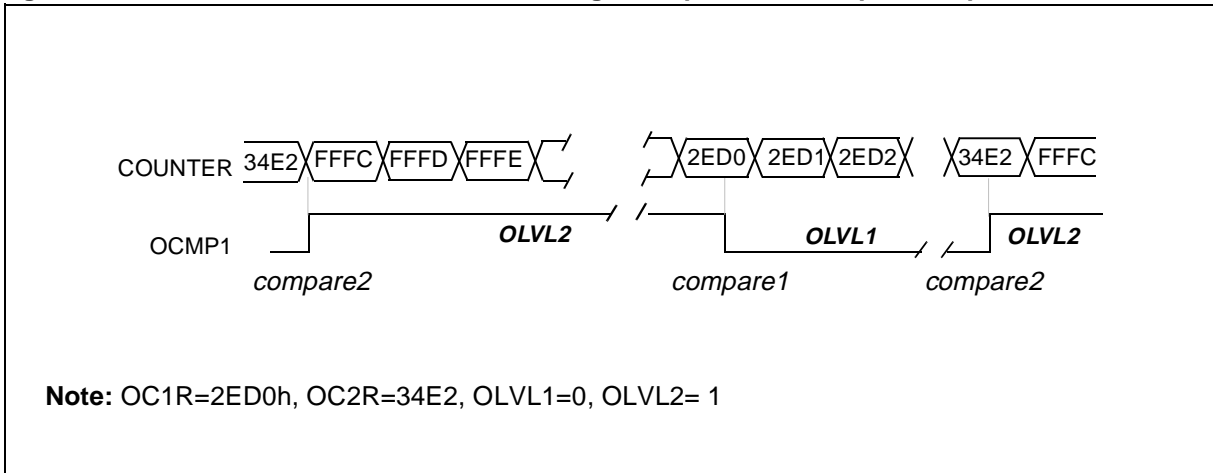 COUNTER 34E2 FFFC FFFD FFFE 2ED0 2ED1 2ED2 34E2 FFFC
OCMP1 OLVL2 OLVL1 OLVL2
compare2 compare1 compare2
Note: OC1R=2ED0h, OC2R=34E2, OLVL1=0, OLVL2= 1